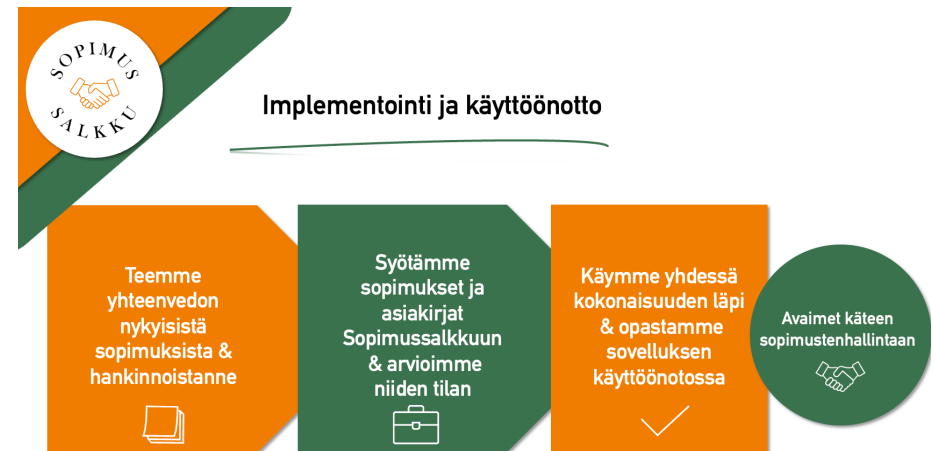 SOPIMUS
SALKKU
Implementointi ja käyttöönotto
Teemme
yhteenvedon
nykyisistä
sopimuksista &
hankinnoistanne
Syötämme
sopimukset ja
asiakirjat
Sopimussalkkuun
& arvioimme
niiden tilan
Käymme yhdessä
kokonaisuuden läpi
& opastamme
sovelluksen
käyttöönotossa
Avaimet käteen
sopimustenhallintaan